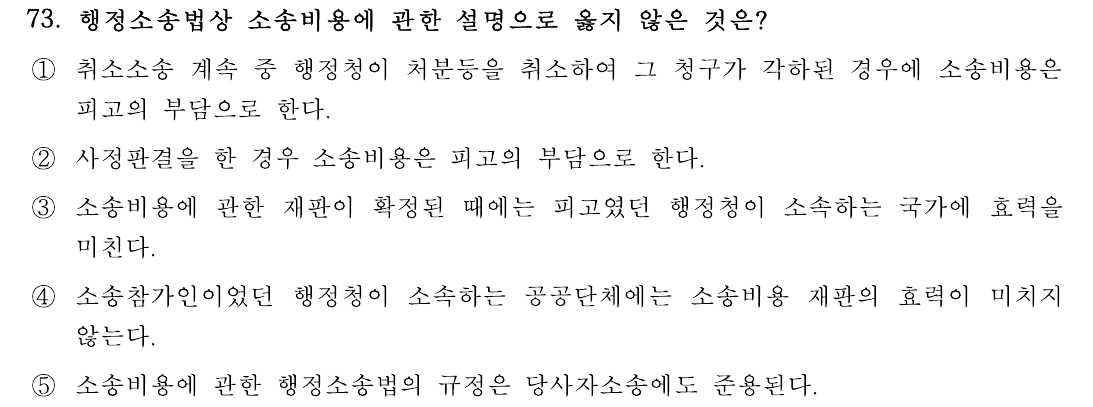 73. 행정소송법상 소송비용에 관한 설명으로 옳지 않은 것은?
① 취소소송 계속 중 행정청이 처분등을 취소하여 그 청구가 각하된 경우에 소송비용은
피고의 부담으로 한다.
② 사정판결을 한 경우 소송비용은 피고의 부담으로 한다.
③ 소송비용에 관한 재판이 확정된 때에는 피고였던 행정청이 소속하는 국가에 효력을
미친다.
④ 소송참가인이었던 행정청이 소속하는 공공단체에는 소송비용 재판의 효력이 미치지
않는다.
⑤ 소송비용에 관한 행정소송법의 규정은 당사자소송에도 준용된다.